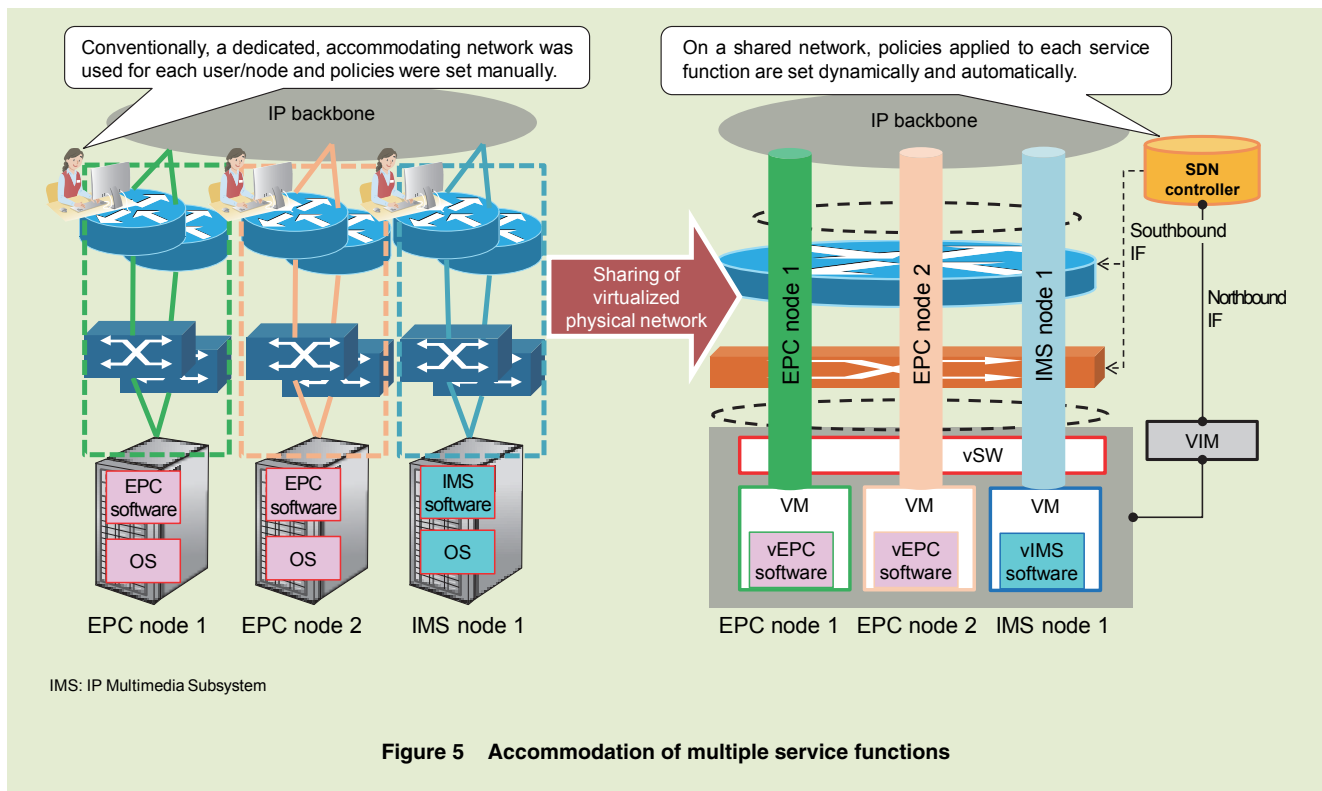 Conventionally, a dedicated, accommodating network was
used for each user/node and policies were set manually.
IP backbone
EPC
software
OS
EPC node 1
EPC
software
OS
EPC node 2
IMS
software
OS
IMS node 1
Sharing of
virtualized
physical network
On a shared network, policies applied to each service
function are set dynamically and automatically.
IP backbone
SDN
controller
Southbound
IF
Northbound
IF
EPC node 1
EPC node 2
IMS node 1
VIM
vSW
VM
vEPC
software
VM
vEPC
software
VM
vIMS
software
EPC node 1
EPC node 2
IMS node 1
IMS: IP Multimedia Subsystem
Figure 5 Accommodation of multiple service functions